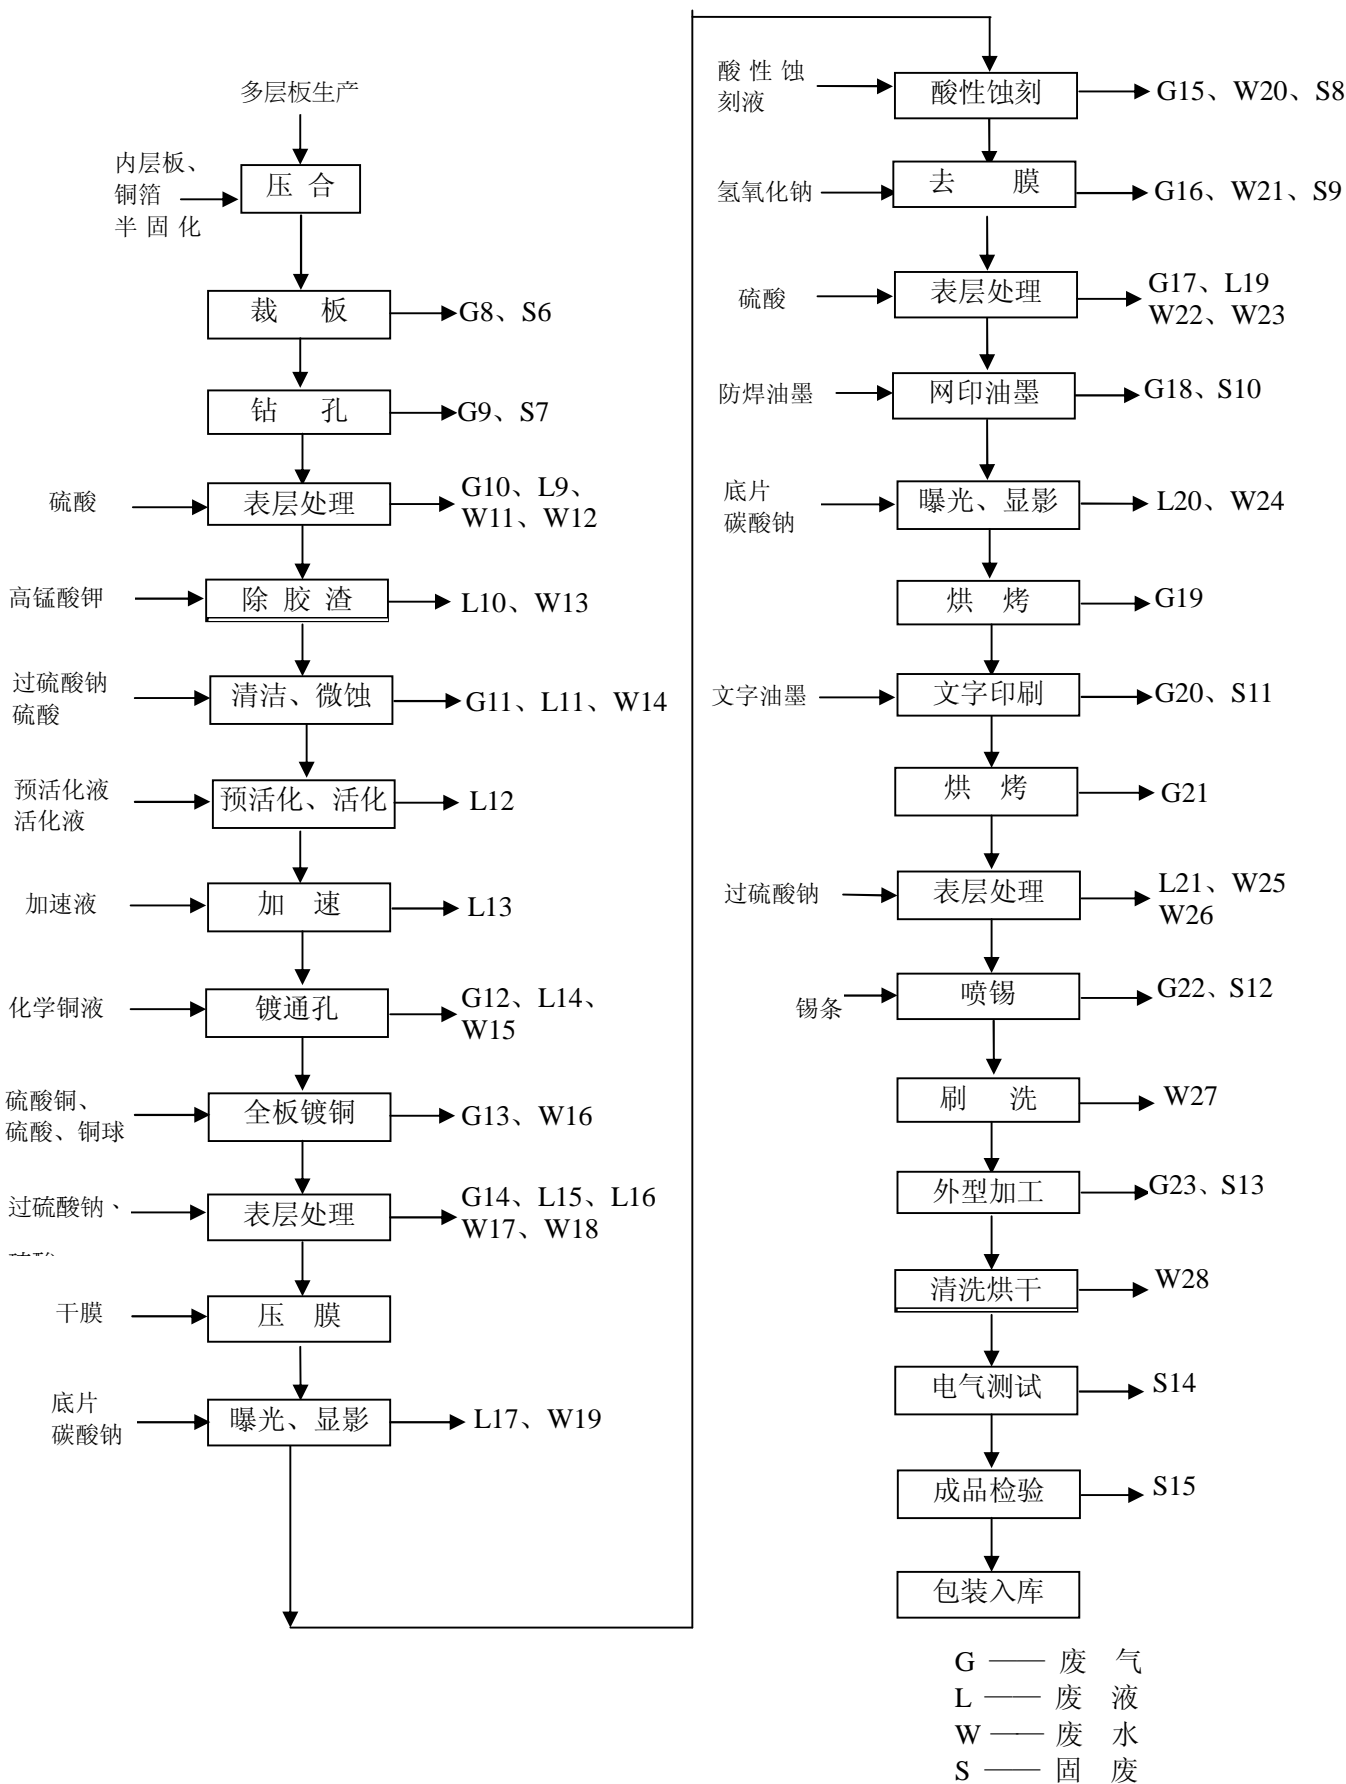 多层板生产
内层板、
铜箔
半固化
压 合
裁 板
G8、S6
钻 孔
G9、S7
硫酸
表层处理
G10、L9、
W11、W12
高锰酸钾
除 胶 渣
L10、W13
过硫酸钠
硫酸
清洁、微蚀
G11、L11、W14
预活化液
活化液
预活化、活化
L12
加速液
加 速
L13
化学铜液
镀通孔
G12、L14、
W15
硫酸铜、
硫酸、铜球
全板镀铜
G13、W16
过硫酸钠、
表层处理
G14、L15、L16
W17、W18
干膜
压 膜
底片
碳酸钠
曝光、显影
L17、W19
酸性蚀
刻液
酸性蚀刻
G15、W20、S8
氢氧化钠
去 膜
G16、W21、S9
硫酸
表层处理
G17、L19
W22、W23
防焊油墨
网印油墨
G18、S10
底片
碳酸钠
曝光、显影
L20、W24
烘 烤
G19
文字油墨
文字印刷
G20、S11
烘 烤
G21
过硫酸钠
表层处理
L21、W25
W26
锡条
喷锡
G22、S12
刷 洗
W27
外型加工
G23、S13
清洗烘干
W28
电气测试
S14
成品检验
S15
包装入库
G —— 废 气
L —— 废 液
W —— 废 水
S —— 固 废